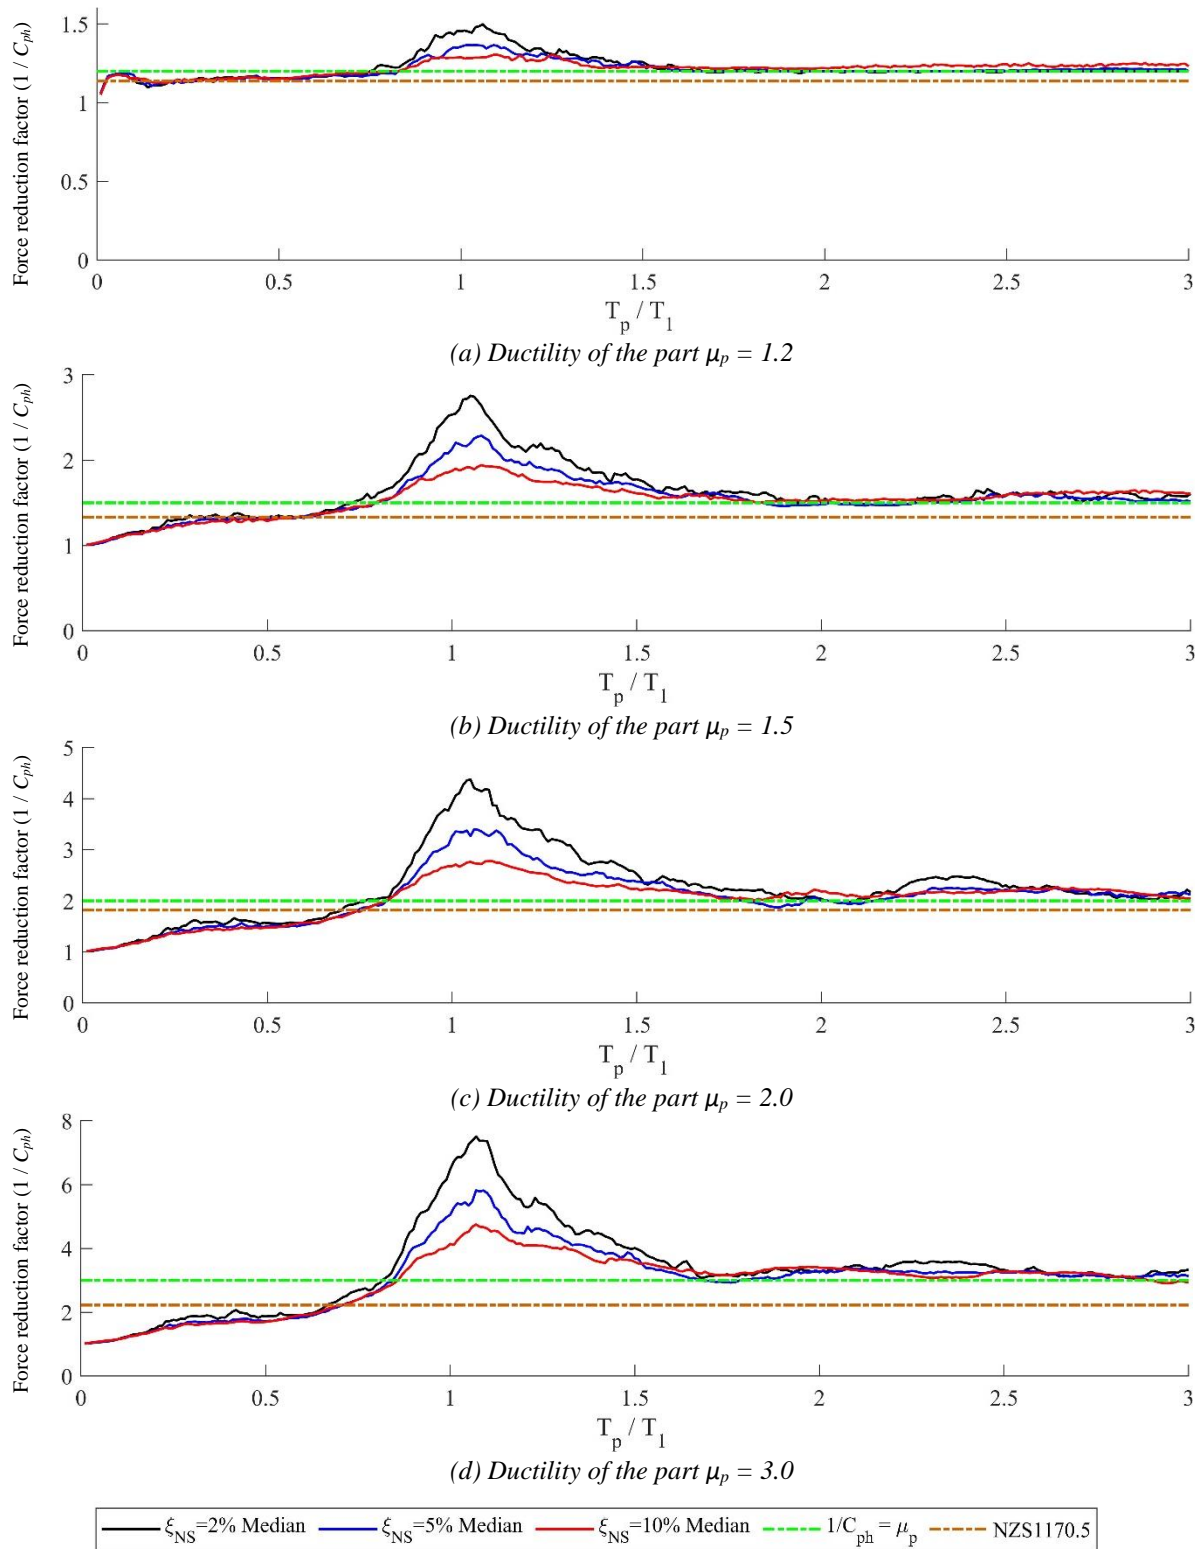 Force reduction factor (1 / Cph)
1.5
1
0.5
0
0 0.5 1 1.5 2 2.5 3
Tp / T1
(a) Ductility of the part μp = 1.2
Force reduction factor (1 / Cph)
3
2
1
0
0 0.5 1 1.5 2 2.5 3
Tp / T1
(b) Ductility of the part μp = 1.5
Force reduction factor (1 / Cph)
5
4
3
2
1
0
0 0.5 1 1.5 2 2.5 3
Tp / T1
(c) Ductility of the part μp = 2.0
Force reduction factor (1 / Cph)
8
6
4
2
0
0 0.5 1 1.5 2 2.5 3
Tp / T1
(d) Ductility of the part μp = 3.0
ξNS=2% Median ξNS=5% Median ξNS=10% Median 1/Cph = μp NZS1170.5